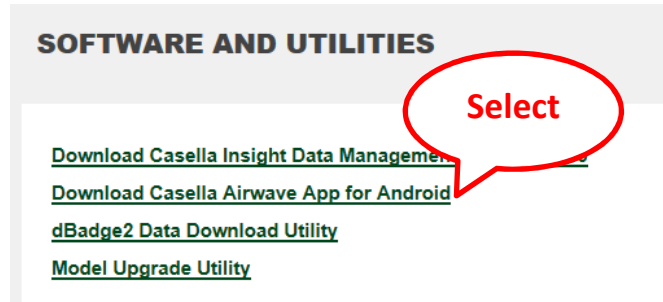 SOFTWARE AND UTILITIES
Select
Download Casella Insight Data Management
Download Casella Airwave App for Android
dBadge2 Data Download Utility
Model Upgrade Utility